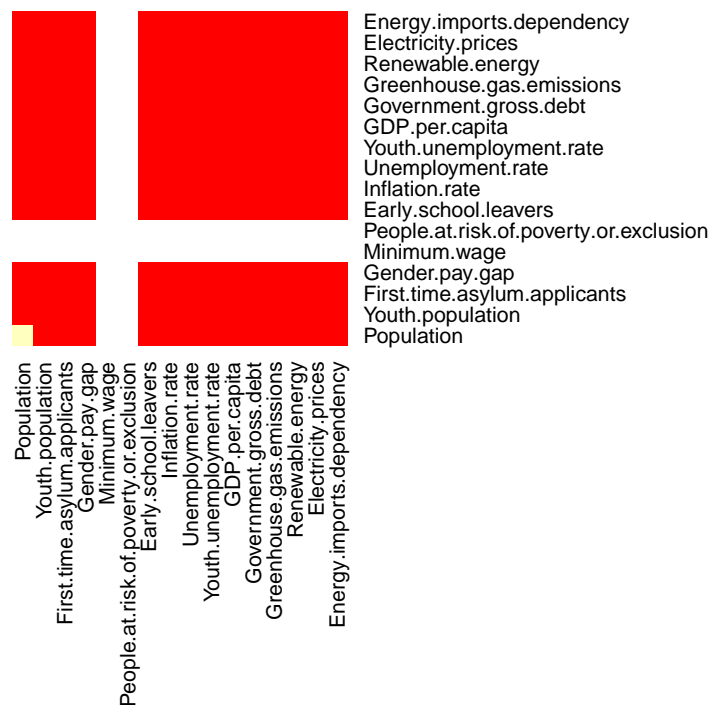 Energy.imports.dependency
Electricity.prices
Renewable.energy
Greenhouse.gas.emissions
Government.gross.debt
GDP.per.capita
Youth.unemployment.rate
Unemployment.rate
Inflation.rate
Early.school.leavers
People.at.risk.of.poverty.or.exclusion
Minimum.wage
Gender.pay.gap
First.time.asylum.applicants
Youth.population
Population
Population
Youth.population
First.time.asylum.applicants
Gender.pay.gap
Minimum.wage
People.at.risk.of.poverty.or.exclusion
Early.school.leavers
Inflation.rate
Unemployment.rate
Youth.unemployment.rate
GDP.per.capita
Government.gross.debt
Greenhouse.gas.emissions
Renewable.energy
Electricity.prices
Energy.imports.dependency